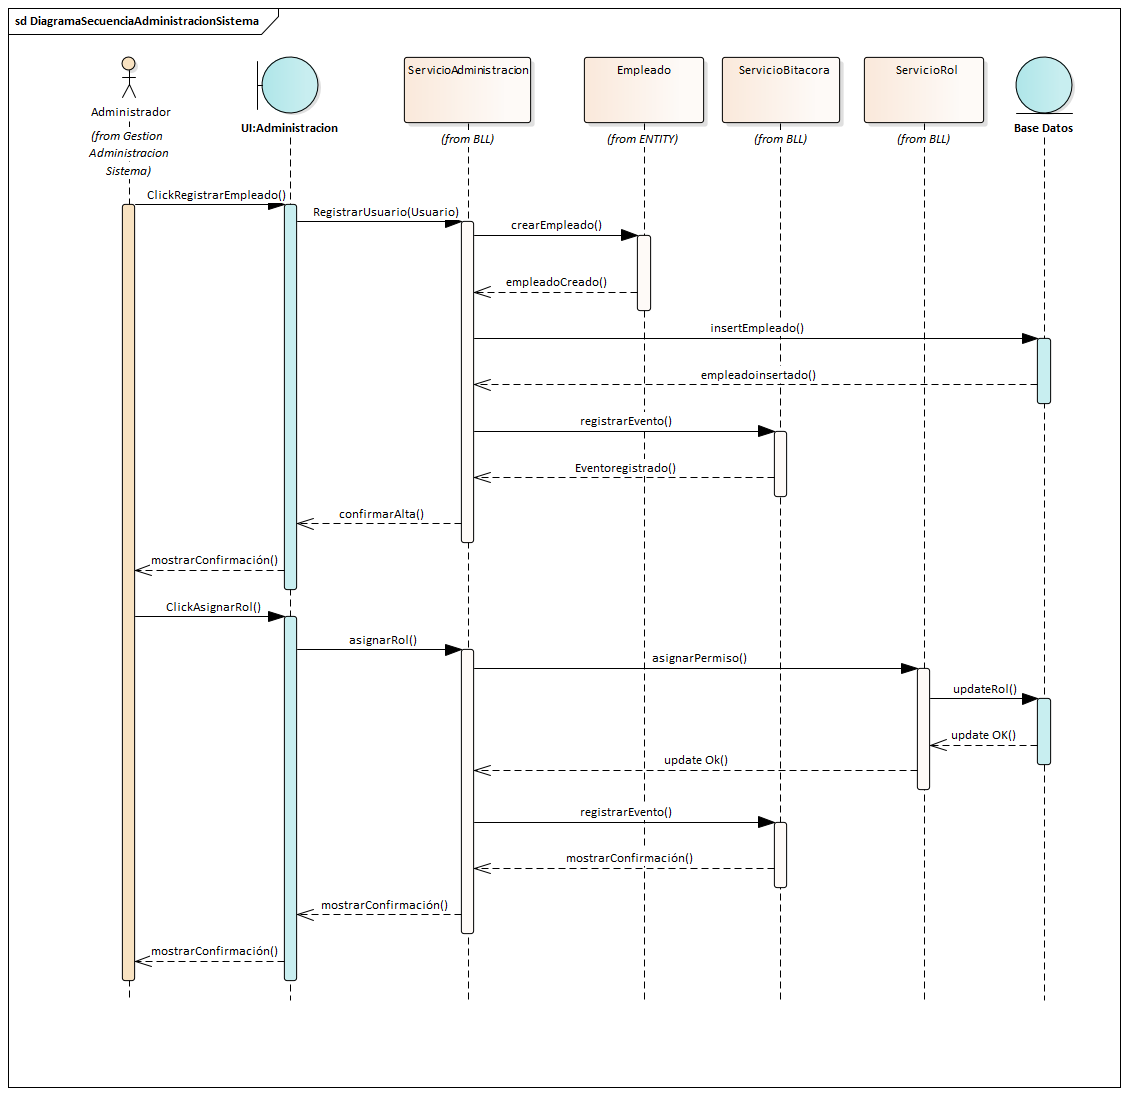 sd DiagramaSecuenciaAdministracionSistema
Administrador
(from Gestion
Administracion
Sistema)
UI:Administracion
ServicioAdministracion
(from BLL)
Empleado
(from ENTITY)
ServicioBitacora
(from BLL)
ServicioRol
(from BLL)
Base Datos
ClickRegistrarEmpleado()
RegistrarUsuario(Usuario)
crearEmpleado()
empleadoCreado()
insertEmpleado()
empleadoinsertado()
registrarEvento()
Eventoregistrado()
confirmarAlta()
mostrarConfirmación()
ClickAsignarRol()
asignarRol()
asignarPermiso()
updateRol()
update OK()
update Ok()
registrarEvento()
mostrarConfirmación()
mostrarConfirmación()
mostrarConfirmación()